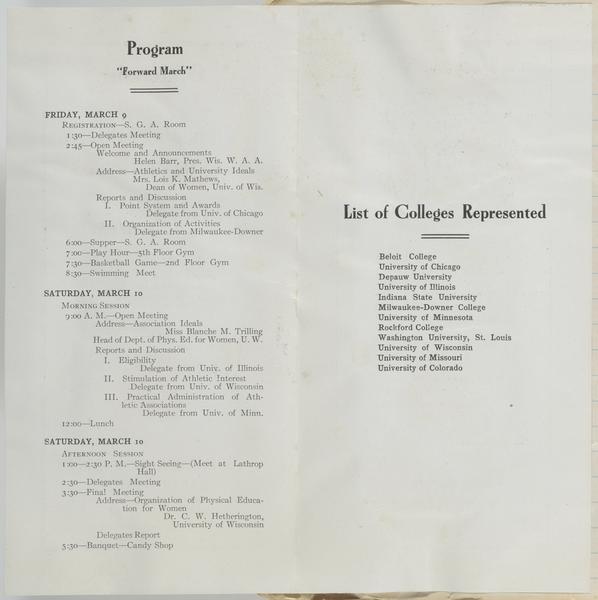 Program
"Forward March"
FRIDAY, MARCH 9
REGISTRATION—S. G. A. Room
1:30—Delegates Meeting
2:45—Open Meeting
Welcome and Announcements
Helen Barr, Pres. Wis. W. A. A.
Address—Athletics and University Ideals
Mrs. Lois K. Mathews,
Dean of Women, Univ. of Wis.
Reports and Discussion
I. Point System and Awards
Delegate from Univ. of Chicago
II. Organization of Activities
Delegate from Milwaukee-Downer
6:00—Supper—S. G. A. Room
7:00—Play Hour—5th Floor Gym
7:30—Basketball Game—2nd Floor Gym
8:30—Swimming Meet
SATURDAY, MARCH 10
MORNING SESSION
9:00 A. M.—Open Meeting
Address—Association Ideals
Miss Blanche M. Trilling
Head of Dept. of Phys. Ed. for Women, U. W.
Reports and Discussion
I. Eligibility
Delegate from Univ. of Illinois
II. Stimulation of Athletic Interest
Delegate from Univ. of Wisconsin
III. Practical Administration of Ath-
letic Associations
Delegate from Univ. of Minn.
12:00—Lunch
SATURDAY, MARCH 10
AFTERNOON SESSION
1:00—2:30 P. M.—Sight Seeing—(Meet at Lathrop
Hall)
2:30—Delegates Meeting
3:30—Final Meeting
Address—Organization of Physical Educa-
tion for Women
Dr. C. W. Hetherington,
University of Wisconsin
Delegates Report
5:30—Banquet—Candy Shop
List of Colleges Represented
Beloit College
University of Chicago
Depauw University
University of Illinois
Indiana State University
Milwaukee-Downer College
University of Minnesota
Rockford College
Washington University, St. Louis
University of Wisconsin
University of Missouri
University of Colorado